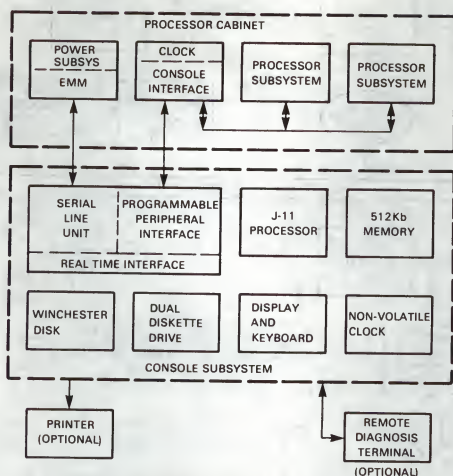 PROCESSOR CABINET
POWER
SUBSYS
EMM
CLOCK
CONSOLE
INTERFACE
PROCESSOR
SUBSYSTEM
PROCESSOR
SUBSYSTEM
SERIAL
LINE
UNIT
PROGRAMMABLE
PERIPHERAL
INTERFACE
REAL TIME INTERFACE
J-11
PROCESSOR
512Kb
MEMORY
WINCHESTER
DISK
DUAL
DISKETTE
DRIVE
DISPLAY
AND
KEYBOARD
NON-VOLATILE
CLOCK
CONSOLE SUBSYSTEM
PRINTER
(OPTIONAL)
REMOTE
DIAGNOSIS
TERMINAL
(OPTIONAL)